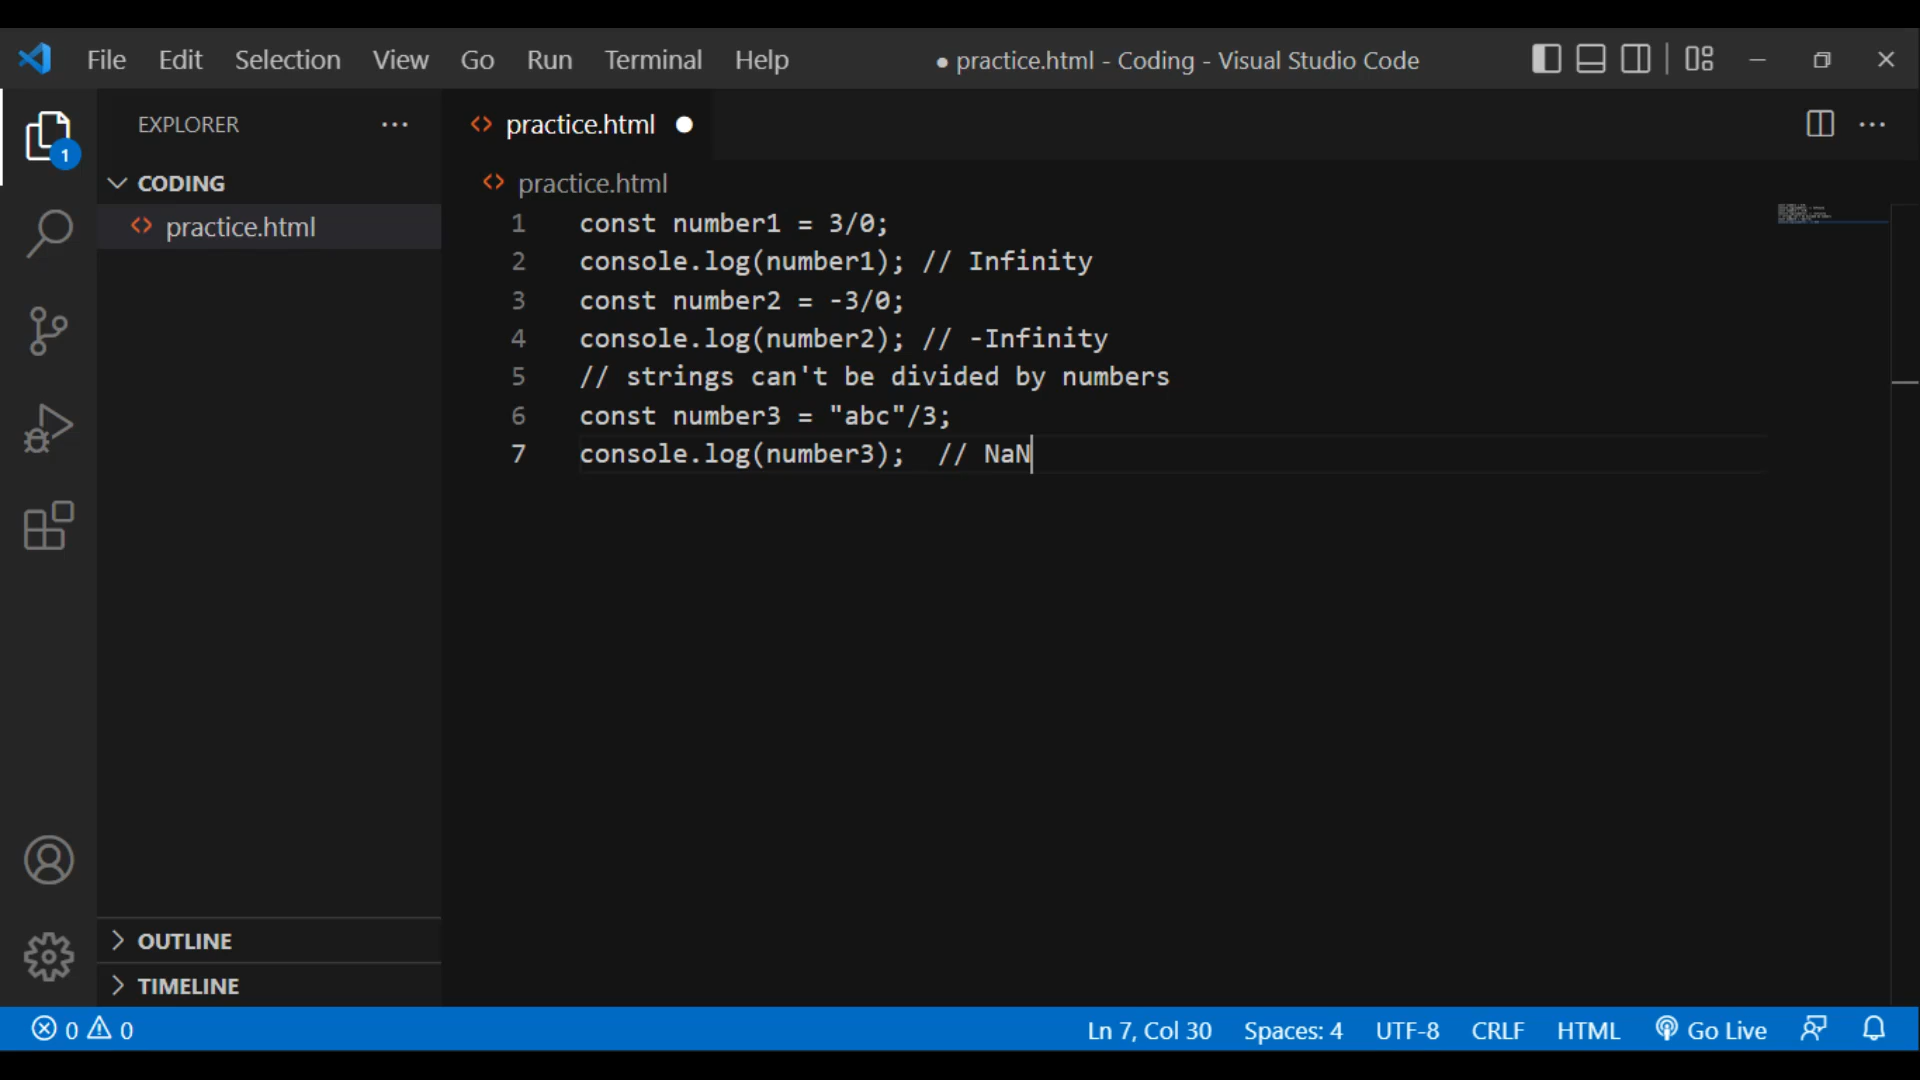 File Edit Selection View Go Run Terminal Help ● practice.html - Coding - Visual Studio Code
EXPLORER ···
practice.html ●
1
CODING
practice.html
<> practice.html
<> practice.html
1 const number1 = 3/0;
2 console.log(number1); // Infinity
3 const number2 = -3/0;
4 console.log(number2); // -Infinity
5 // strings can't be divided by numbers
6 const number3 = "abc"/3;
7 console.log(number3);  // NaN
OUTLINE
TIMELINE
0 0 Ln 7, Col 30 Spaces: 4 UTF-8 CRLF HTML Go Live